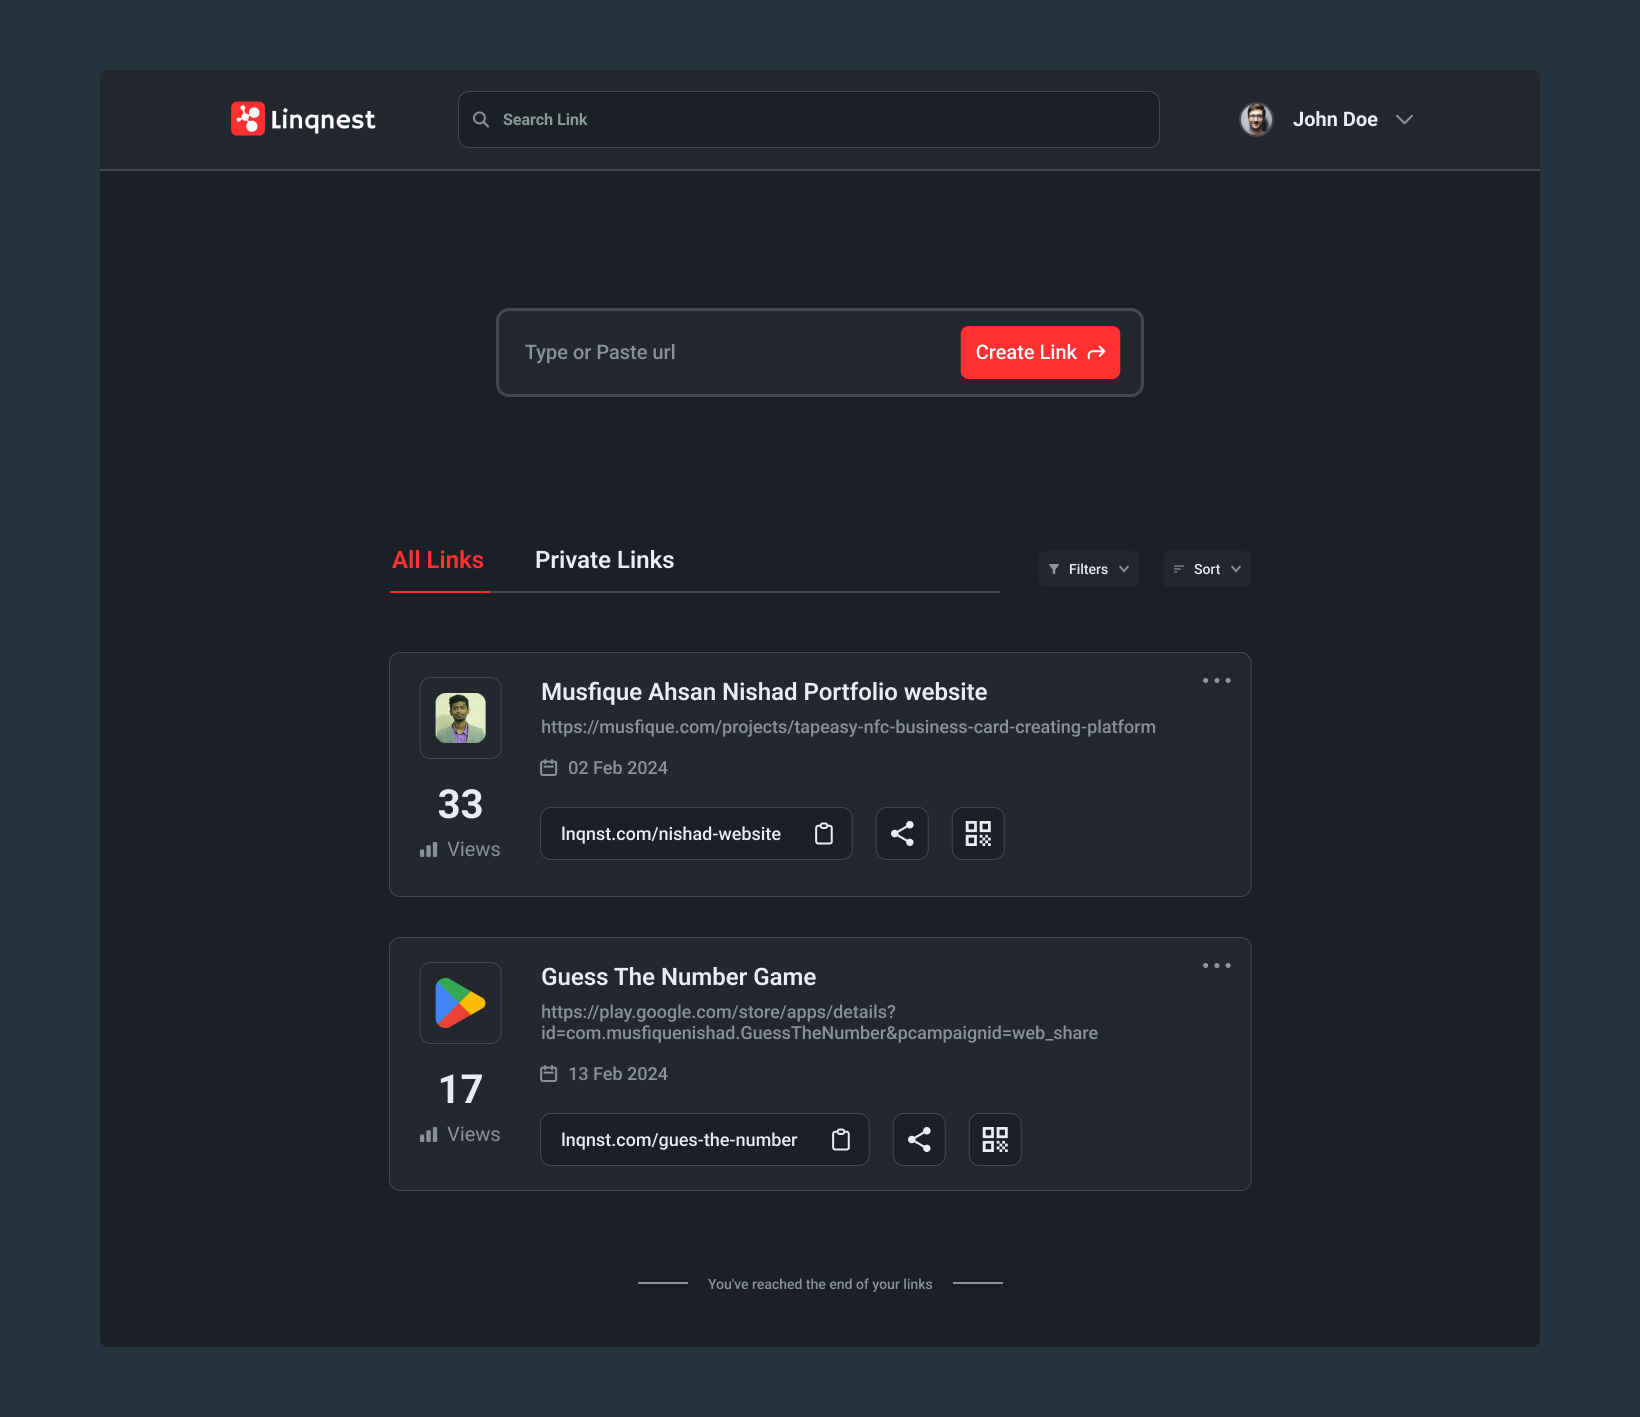 Linqnest
Search Link
John Doe
Type or Paste url
Create Link
All Links
Private Links
Filters
Sort
Musfique Ahsan Nishad Portfolio website
https://musfique.com/projects/tapeasy-nfc-business-card-creating-platform
02 Feb 2024
33
Views
lnqnst.com/nishad-website
Guess The Number Game
https://play.google.com/store/apps/details?
id=com.musfiquenishad.GuessTheNumber&pcampaignid=web_share
13 Feb 2024
17
Views
lnqnst.com/gues-the-number
You've reached the end of your links